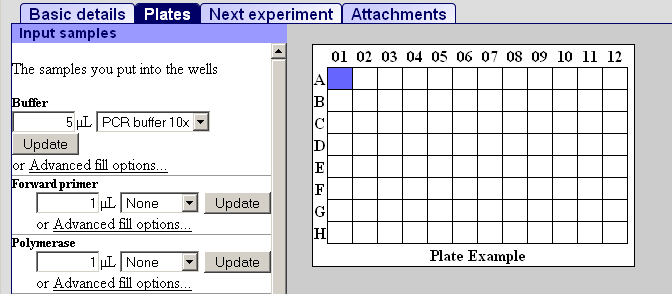 Basic details Plates Next experiment Attachments
Input samples
The samples you put into the wells
Buffer
5 µL PCR buffer 10x
Update
or Advanced fill options...
Forward primer
1 µL None Update
or Advanced fill options...
Polymerase
1 µL None Update
or Advanced fill options...
01 02 03 04 05 06 07 08 09 10 11 12
A
B
C
D
E
F
G
H
Plate Example